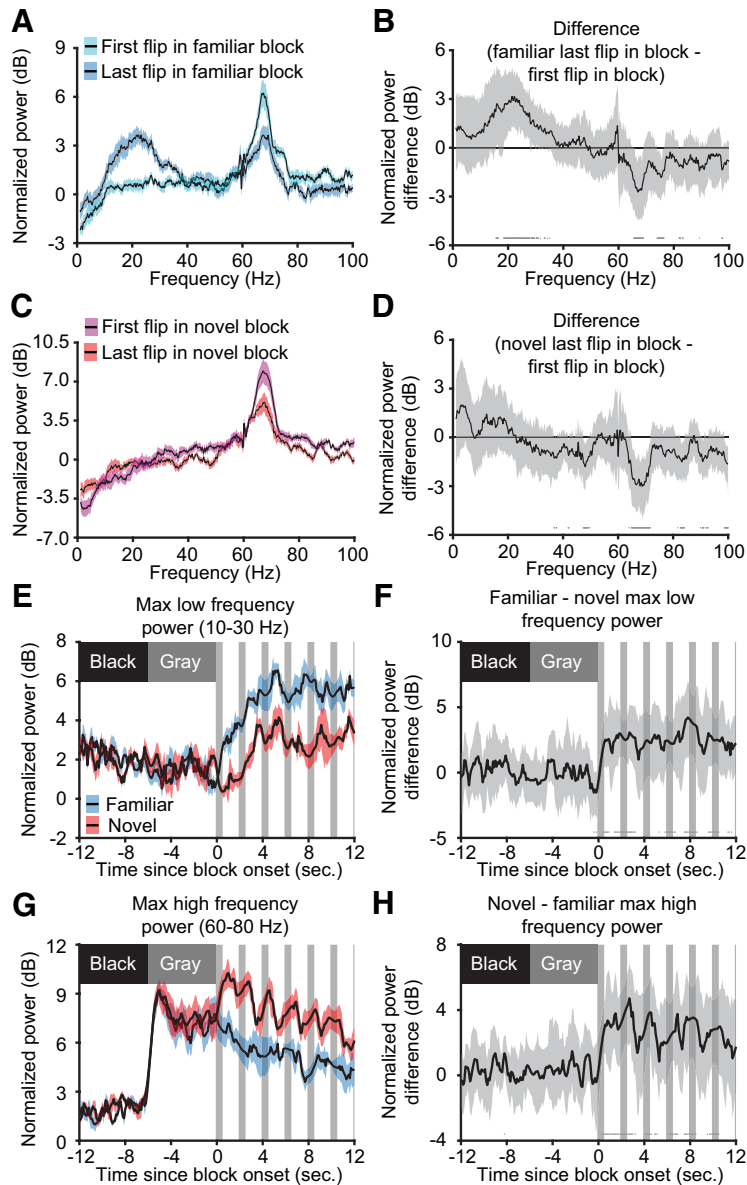 A
First flip in familiar block
Last flip in familiar block
Normalized power (dB)
9
6
3
0
-3
0 20 40 60 80 100
Frequency (Hz)
B
Difference
(familiar last flip in block -
first flip in block)
Normalized power
difference (dB)
6
3
0
-3
-6
0 20 40 60 80 100
Frequency (Hz)
C
First flip in novel block
Last flip in novel block
Normalized power (dB)
10.5
7.0
3.5
0
-3.5
-7.0
0 20 40 60 80 100
Frequency (Hz)
D
Difference
(novel last flip in block -
first flip in block)
Normalized power
difference (dB)
6
3
0
-3
-6
0 20 40 60 80 100
Frequency (Hz)
E
Max low frequency
power (10-30 Hz)
Black Gray
Normalized power (dB)
8
6
4
2
0
-2
Familiar
Novel
-12 -8 -4 0 4 8 12
Time since block onset (sec.)
F
Familiar - novel max low
frequency power
Black Gray
Normalized power
difference (dB)
10
5
0
-5
-12 -8 -4 0 4 8 12
Time since block onset (sec.)
G
Max high frequency
power (60-80 Hz)
Black Gray
Normalized power (dB)
12
9
6
3
0
-12 -8 -4 0 4 8 12
Time since block onset (sec.)
H
Novel - familiar max high
frequency power
Black Gray
Normalized power
difference (dB)
8
4
0
-4
-12 -8 -4 0 4 8 12
Time since block onset (sec.)